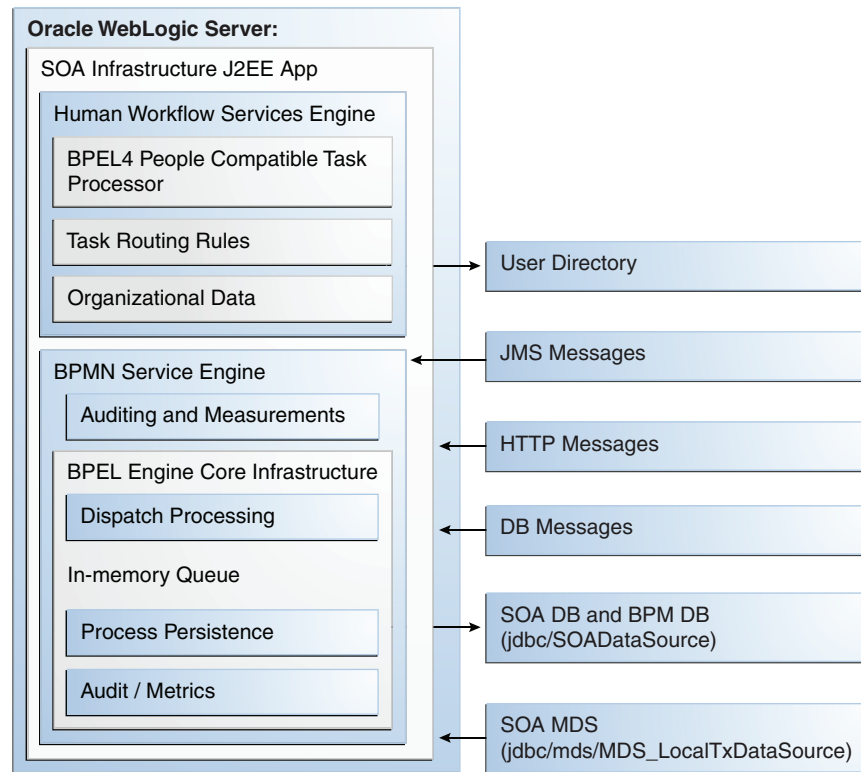 Oracle WebLogic Server:
SOA Infrastructure J2EE App
Human Workflow Services Engine
BPEL4 People Compatible Task
Processor
Task Routing Rules
Organizational Data
BPMN Service Engine
Auditing and Measurements
BPEL Engine Core Infrastructure
Dispatch Processing
In-memory Queue
Process Persistence
Audit / Metrics
User Directory
JMS Messages
HTTP Messages
DB Messages
SOA DB and BPM DB
(jdbc/SOADataSource)
SOA MDS
(jdbc/mds/MDS_LocalTxDataSource)